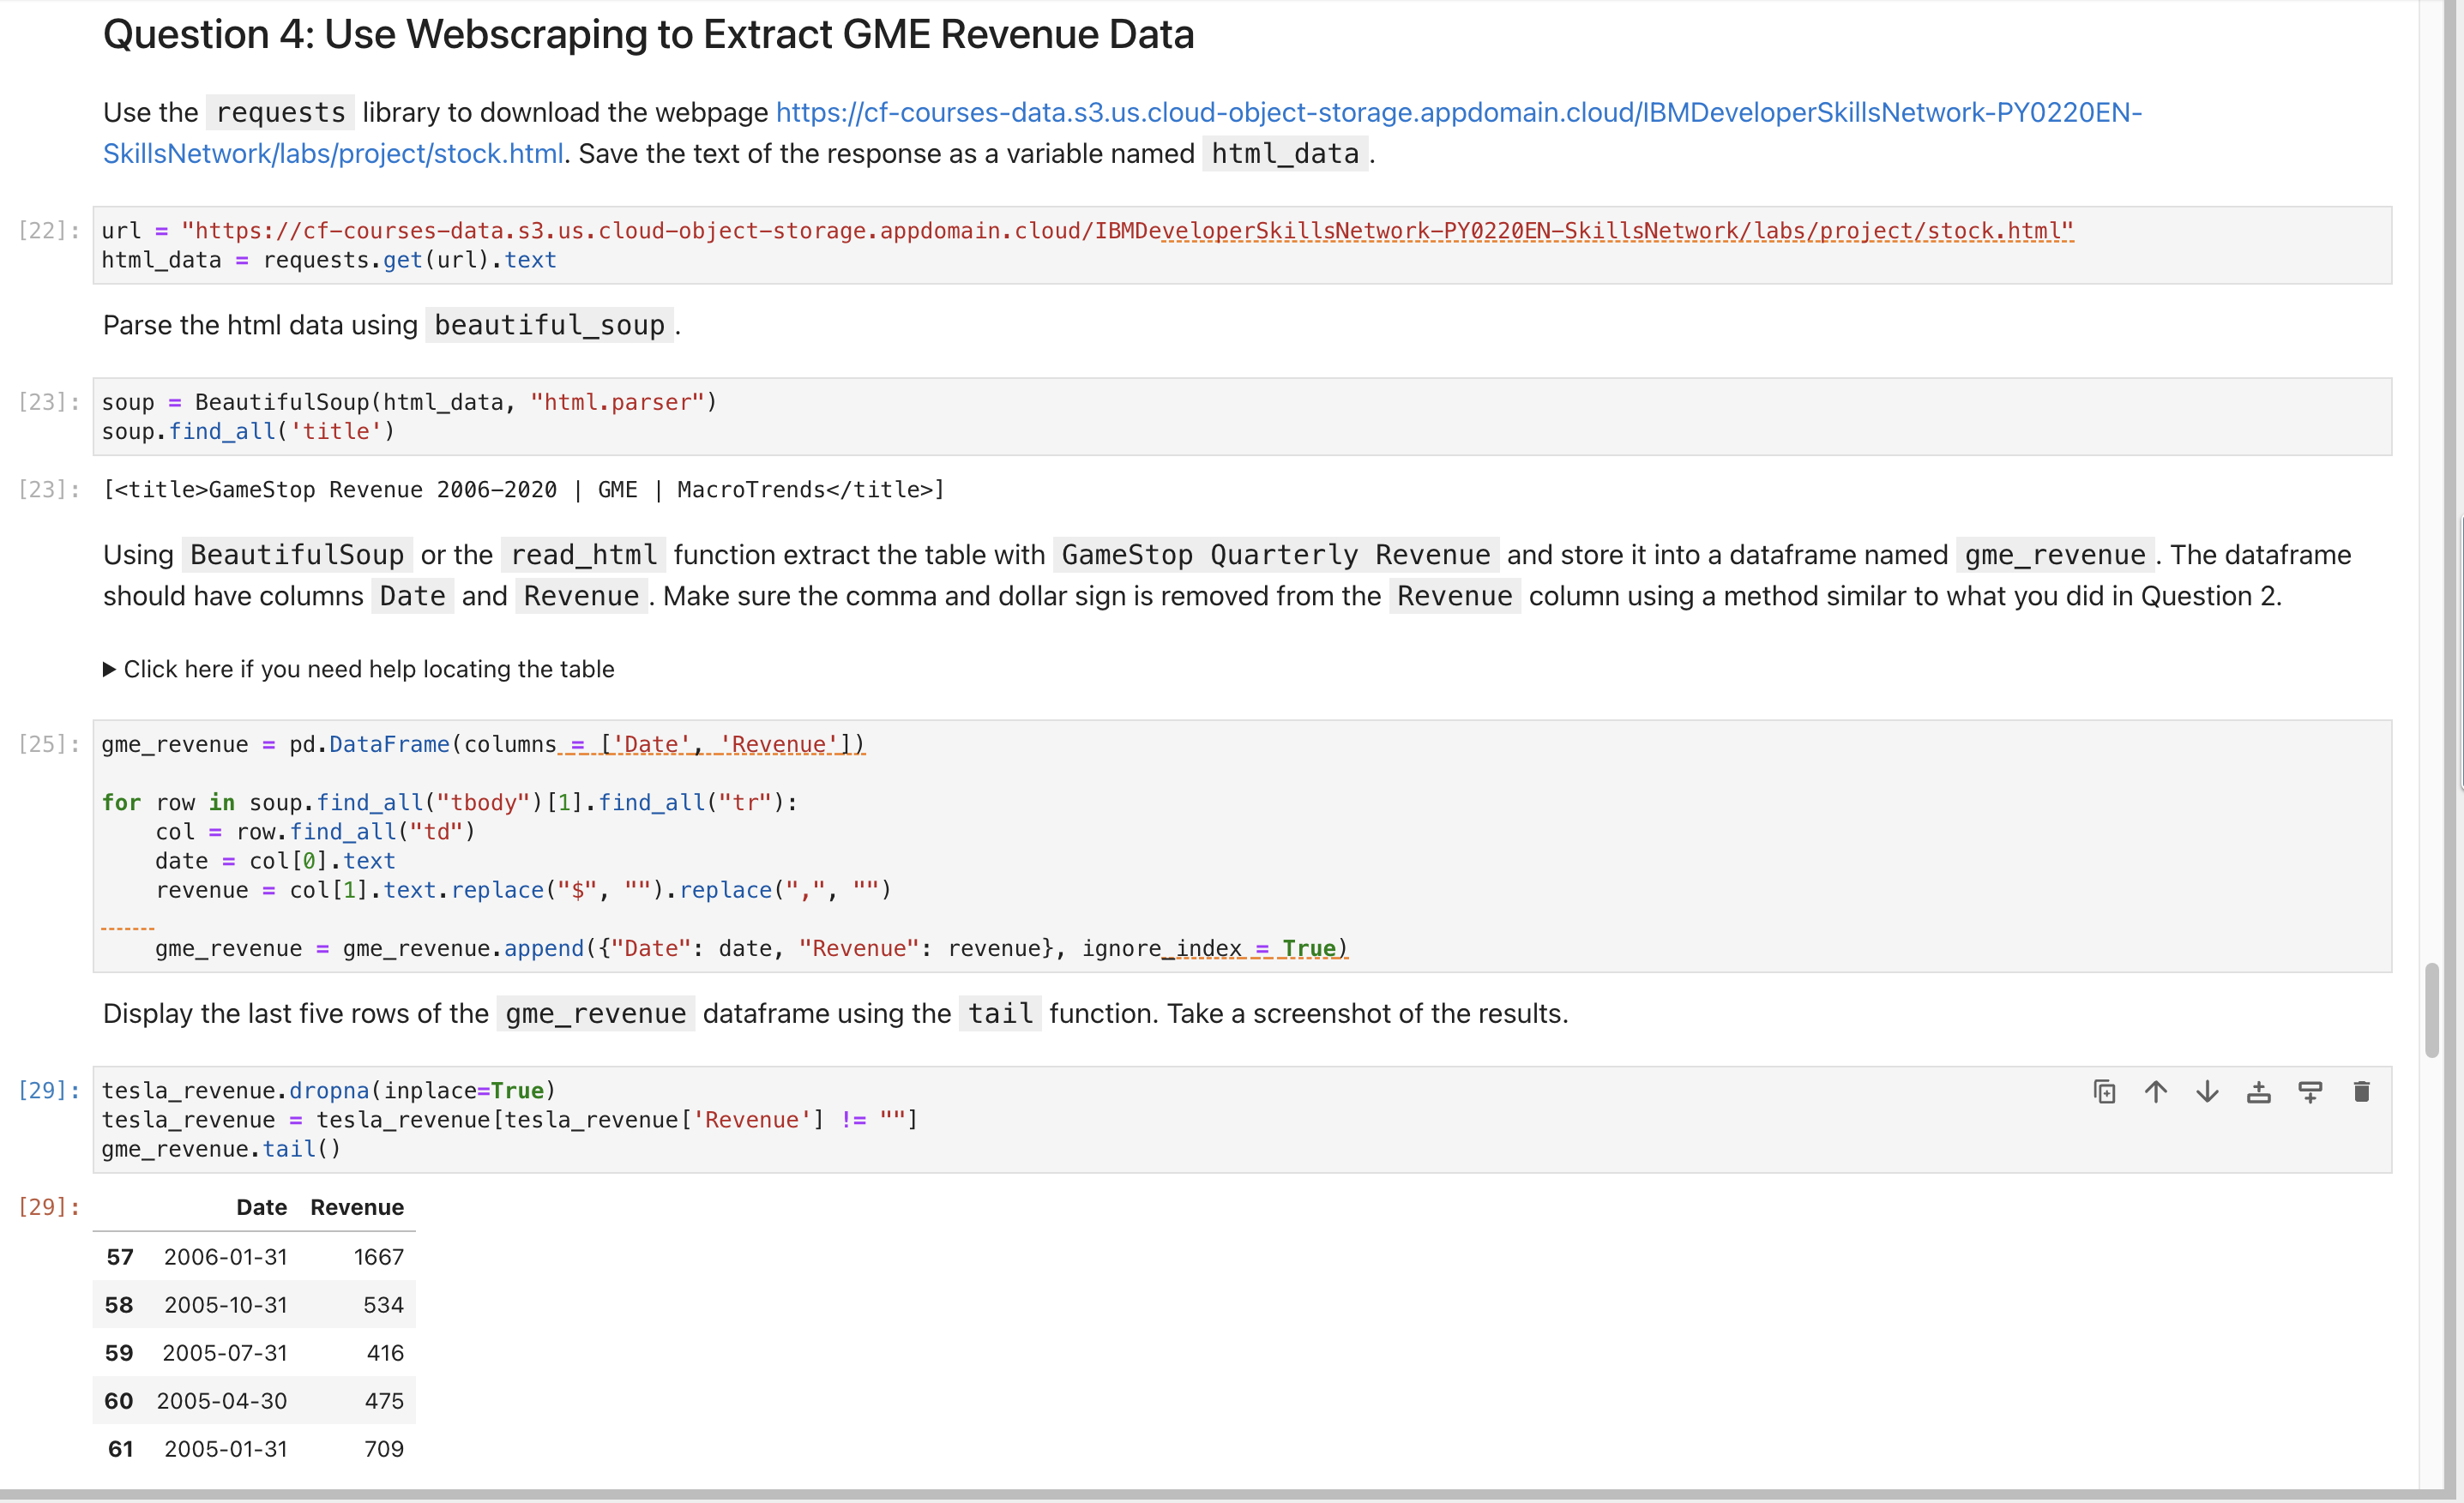 Question 4: Use Webscraping to Extract GME Revenue Data
Use the requests library to download the webpage https://cf-courses-data.s3.us.cloud-object-storage.appdomain.cloud/IBMDeveloperSkillsNetwork-PY0220EN-
SkillsNetwork/labs/project/stock.html. Save the text of the response as a variable named html_data.
[22]: url = "https://cf-courses-data.s3.us.cloud-object-storage.appdomain.cloud/IBMDeveloperSkillsNetwork-PY0220EN-SkillsNetwork/labs/project/stock.html"
html_data = requests.get(url).text
Parse the html data using beautiful_soup.
[23]: soup = BeautifulSoup(html_data, "html.parser")
soup.find_all('title')
[23]: [<title>GameStop Revenue 2006-2020 | GME | MacroTrends</title>]
Using BeautifulSoup or the read_html function extract the table with GameStop Quarterly Revenue and store it into a dataframe named gme_revenue. The dataframe
should have columns Date and Revenue. Make sure the comma and dollar sign is removed from the Revenue column using a method similar to what you did in Question 2.
▶ Click here if you need help locating the table
[25]: gme_revenue = pd.DataFrame(columns = ['Date', 'Revenue'])
for row in soup.find_all("tbody")[1].find_all("tr"):
    col = row.find_all("td")
    date = col[0].text
    revenue = col[1].text.replace("$", "").replace(",", "")
    gme_revenue = gme_revenue.append({"Date": date, "Revenue": revenue}, ignore_index = True)
Display the last five rows of the gme_revenue dataframe using the tail function. Take a screenshot of the results.
[29]: tesla_revenue.dropna(inplace=True)
tesla_revenue = tesla_revenue[tesla_revenue['Revenue'] != ""]
gme_revenue.tail()
[29]: Date Revenue
57 2006-01-31 1667
58 2005-10-31 534
59 2005-07-31 416
60 2005-04-30 475
61 2005-01-31 709